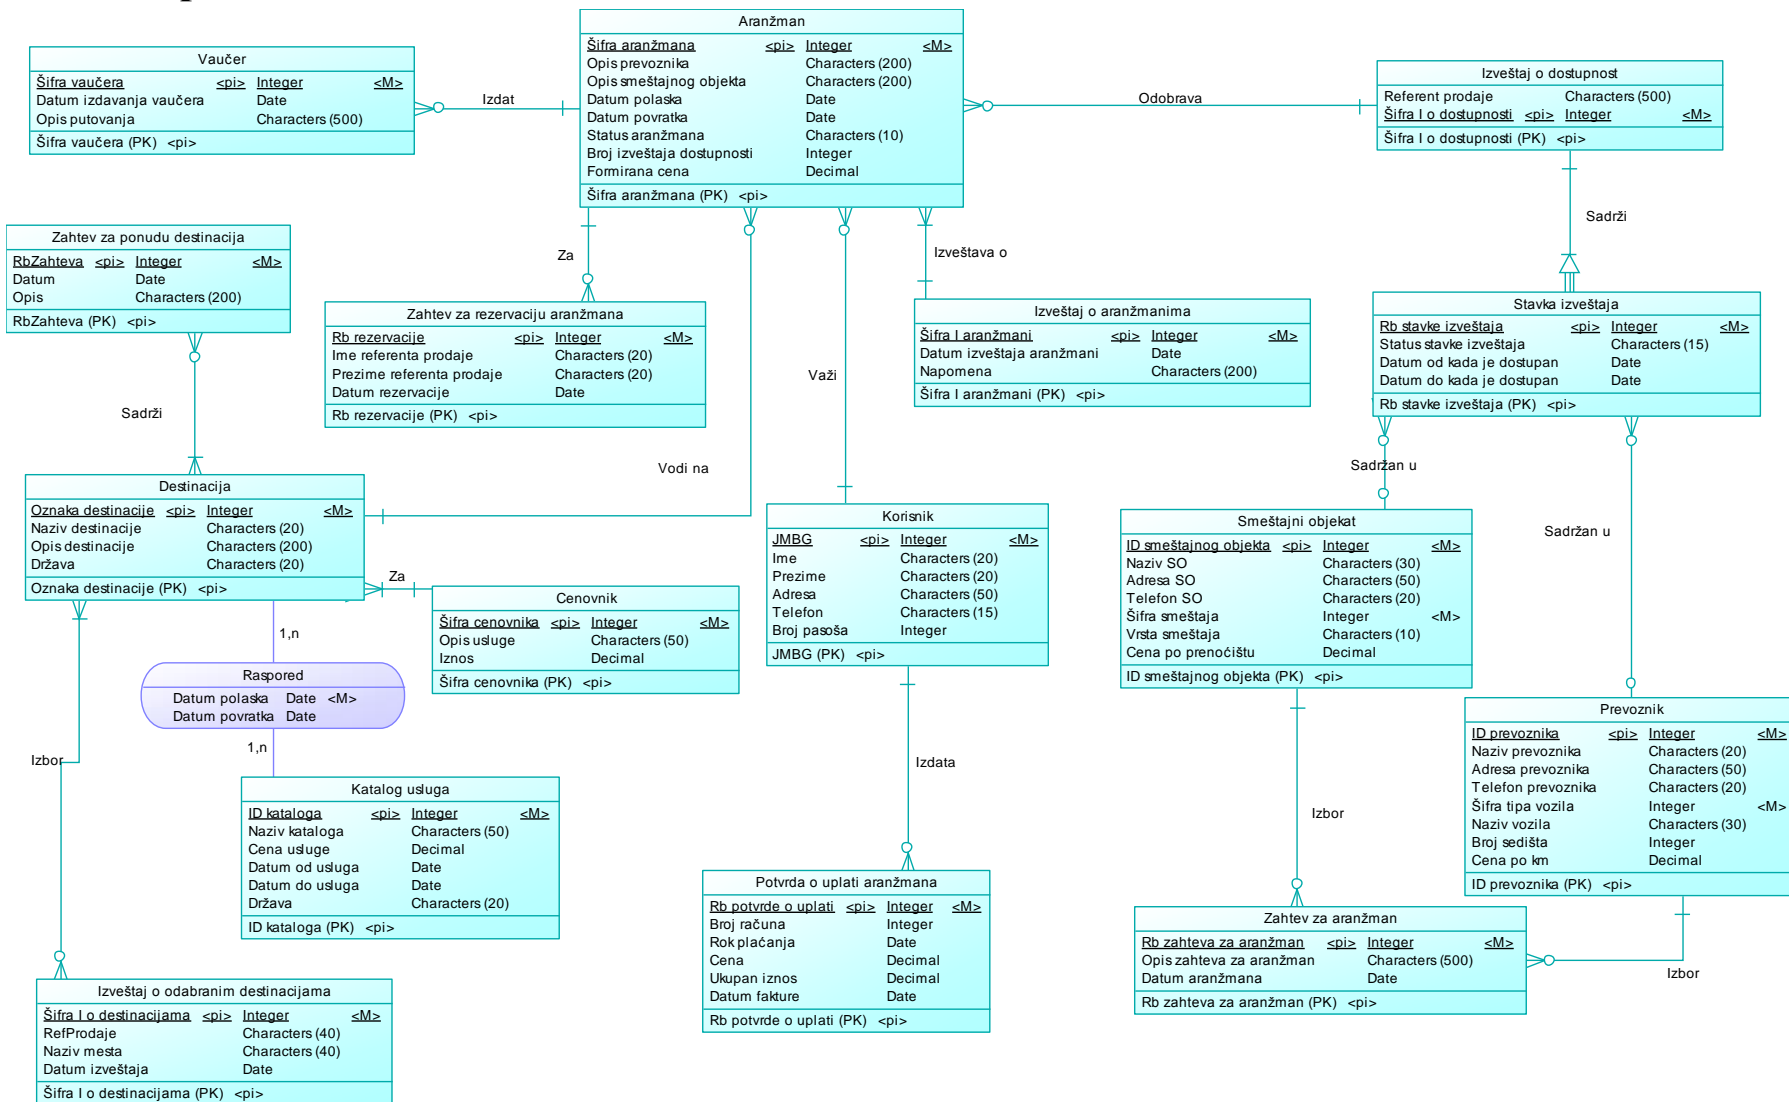 Aranžman
Šifra aranžmana <pi> Integer <M>
Opis prevoznika Characters (200)
Opis smeštajnog objekta Characters (200)
Datum polaska Date
Datum povratka Date
Status aranžmana Characters (10)
Broj izveštaja dostupnosti Integer
Formirana cena Decimal
Šifra aranžmana (PK) <pi>
Vaučer
Šifra vaučera <pi> Integer <M>
Datum izdavanja vaučera Date
Opis putovanja Characters (500)
Šifra vaučera (PK) <pi>
Izdat
Odobrava
Izveštaj o dostupnost
Referent prodaje Characters (500)
Šifra I o dostupnosti <pi> Integer <M>
Šifra I o dostupnosti (PK) <pi>
Sadrži
Zahtev za ponudu destinacija
RbZahteva <pi> Integer <M>
Datum Date
Opis Characters (200)
RbZahteva (PK) <pi>
Za
Izveštava o
Zahtev za rezervaciju aranžmana
Rb rezervacije <pi> Integer <M>
Ime referenta prodaje Characters (20)
Prezime referenta prodaje Characters (20)
Datum rezervacije Date
Rb rezervacije (PK) <pi>
Izveštaj o aranžmanima
Šifra I aranžmani <pi> Integer <M>
Datum izveštaja aranžmani Date
Napomena Characters (200)
Šifra I aranžmani (PK) <pi>
Stavka izveštaja
Rb stavke izveštaja <pi> Integer <M>
Status stavke izveštaja Characters (15)
Datum od kada je dostupan Date
Datum do kada je dostupan Date
Rb stavke izveštaja (PK) <pi>
Važi
Sadrži
Vodi na
Sadržan u
Sadržan u
Destinacija
Oznaka destinacije <pi> Integer <M>
Naziv destinacije Characters (20)
Opis destinacije Characters (200)
Država Characters (20)
Oznaka destinacije (PK) <pi>
Za
Cenovnik
Šifra cenovnika <pi> Integer <M>
Opis usluge Characters (50)
Iznos Decimal
Šifra cenovnika (PK) <pi>
Korisnik
JMBG <pi> Integer <M>
Ime Characters (20)
Prezime Characters (20)
Adresa Characters (50)
Telefon Characters (15)
Broj pasoša Integer
JMBG (PK) <pi>
Smeštajni objekat
ID smeštajnog objekta <pi> Integer <M>
Naziv SO Characters (30)
Adresa SO Characters (50)
Telefon SO Characters (20)
Šifra smeštaja Integer <M>
Vrsta smeštaja Characters (10)
Cena po prenoćištu Decimal
ID smeštajnog objekta (PK) <pi>
1,n
Raspored
Datum polaska Date <M>
Datum povratka Date
1,n
Izbor
Izdata
Izbor
Prevoznik
ID prevoznika <pi> Integer <M>
Naziv prevoznika Characters (20)
Adresa prevoznika Characters (50)
Telefon prevoznika Characters (20)
Šifra tipa vozila Integer <M>
Naziv vozila Characters (30)
Broj sedišta Integer
Cena po km Decimal
ID prevoznika (PK) <pi>
Katalog usluga
ID kataloga <pi> Integer <M>
Naziv kataloga Characters (50)
Cena usluge Decimal
Datum od usluga Date
Datum do usluga Date
Država Characters (20)
ID kataloga (PK) <pi>
Potvrda o uplati aranžmana
Rb potvrde o uplati <pi> Integer <M>
Broj računa Integer
Rok plaćanja Date
Cena Decimal
Ukupan iznos Decimal
Datum fakture Date
Rb potvrde o uplati (PK) <pi>
Zahtev za aranžman
Rb zahteva za aranžman <pi> Integer <M>
Opis zahteva za aranžman Characters (500)
Datum aranžmana Date
Rb zahteva za aranžman (PK) <pi>
Izbor
Izveštaj o odabranim destinacijama
Šifra I o destinacijama <pi> Integer <M>
RefProdaje Characters (40)
Naziv mesta Characters (40)
Datum izveštaja Date
Šifra I o destinacijama (PK) <pi>